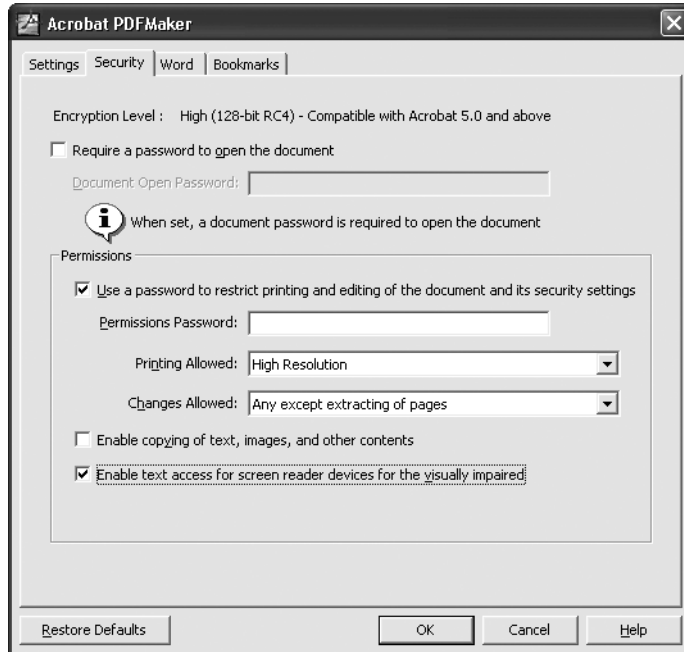 Acrobat PDFMaker
Settings Security Word Bookmarks
Encryption Level : High (128-bit RC4) - Compatible with Acrobat 5.0 and above
Require a password to open the document
Document Open Password:
When set, a document password is required to open the document
Permissions
Use a password to restrict printing and editing of the document and its security settings
Permissions Password:
Printing Allowed: High Resolution
Changes Allowed: Any except extracting of pages
Enable copying of text, images, and other contents
Enable text access for screen reader devices for the visually impaired
Restore Defaults OK Cancel Help